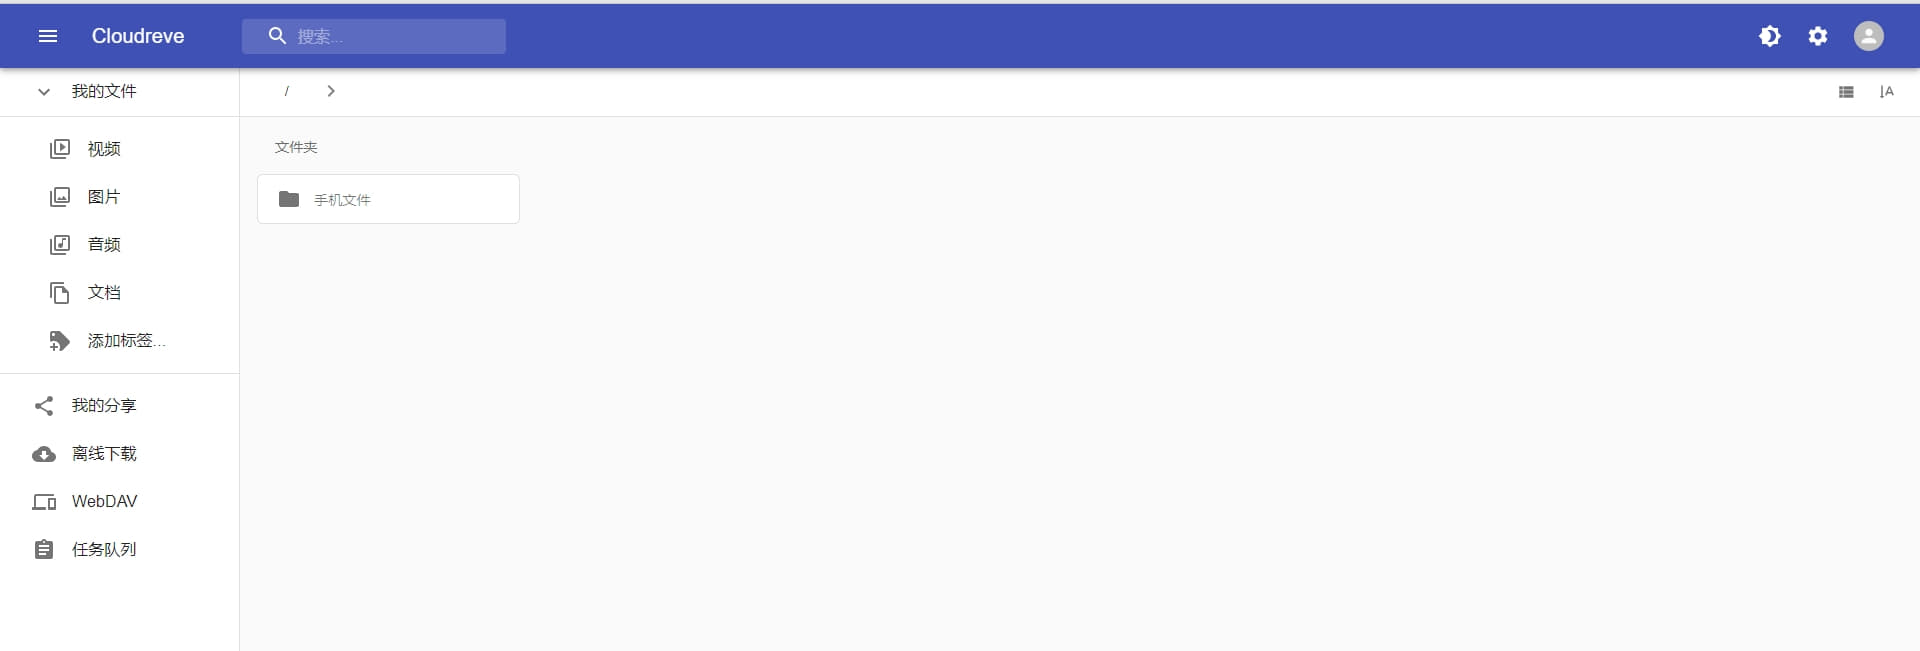 Cloudreve
搜索...
我的文件
/
文件夹
手机文件
视频
图片
音频
文档
添加标签...
我的分享
离线下载
WebDAV
任务队列